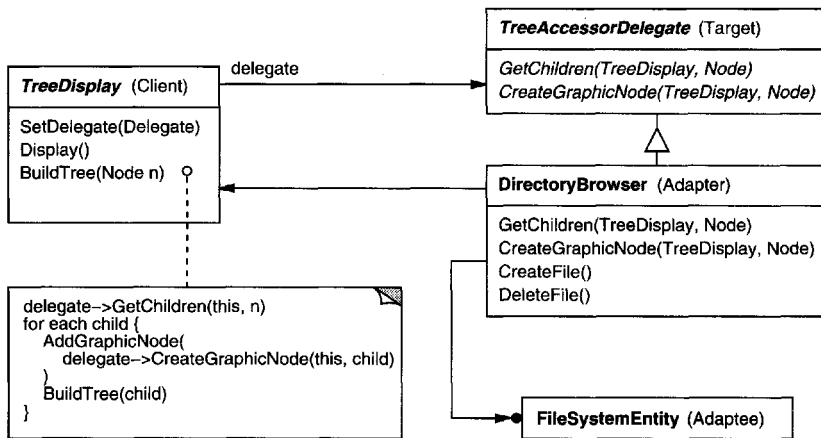 TreeAccessorDelegate (Target)
GetChildren(TreeDisplay, Node)
CreateGraphicNode(TreeDisplay, Node)
delegate
TreeDisplay (Client)
SetDelegate(Delegate)
Display()
BuildTree(Node n)
DirectoryBrowser (Adapter)
GetChildren(TreeDisplay, Node)
CreateGraphicNode(TreeDisplay, Node)
CreateFile()
DeleteFile()
delegate->GetChildren(this, n)
for each child {
AddGraphicNode(
delegate->CreateGraphicNode(this, child)
)
BuildTree(child)
}
FileSystemEntity (Adaptee)